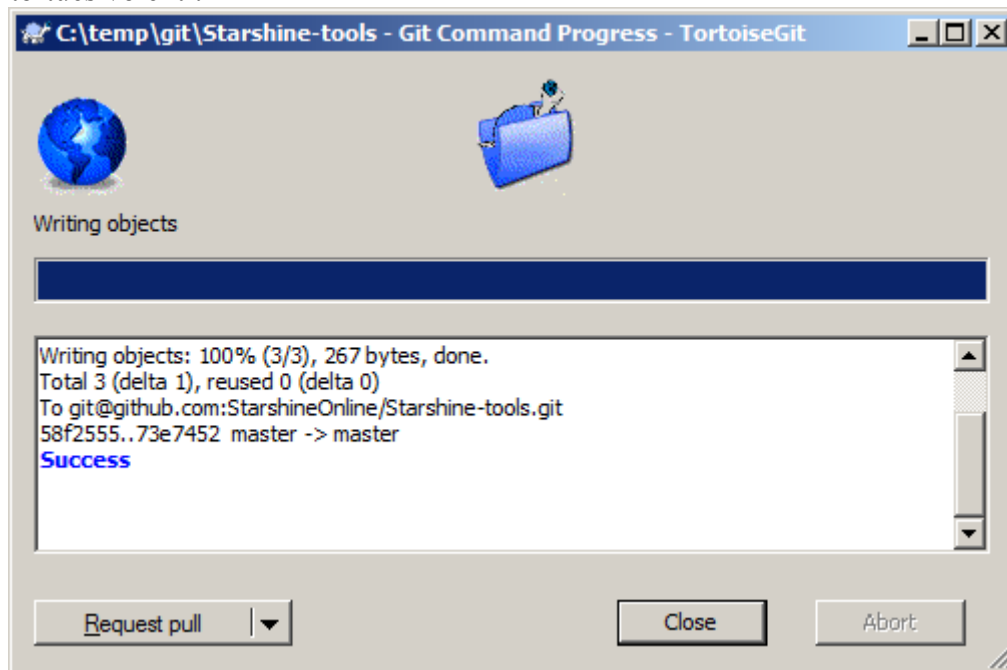 C:\temp\git\Starshine-tools - Git Command Progress - TortoiseGit
Writing objects
Writing objects: 100% (3/3), 267 bytes, done.
Total 3 (delta 1), reused 0 (delta 0)
To git@github.com:StarshineOnline/Starshine-tools.git
58f2555..73e7452 master -> master
Success
Request pull
Close
Abort